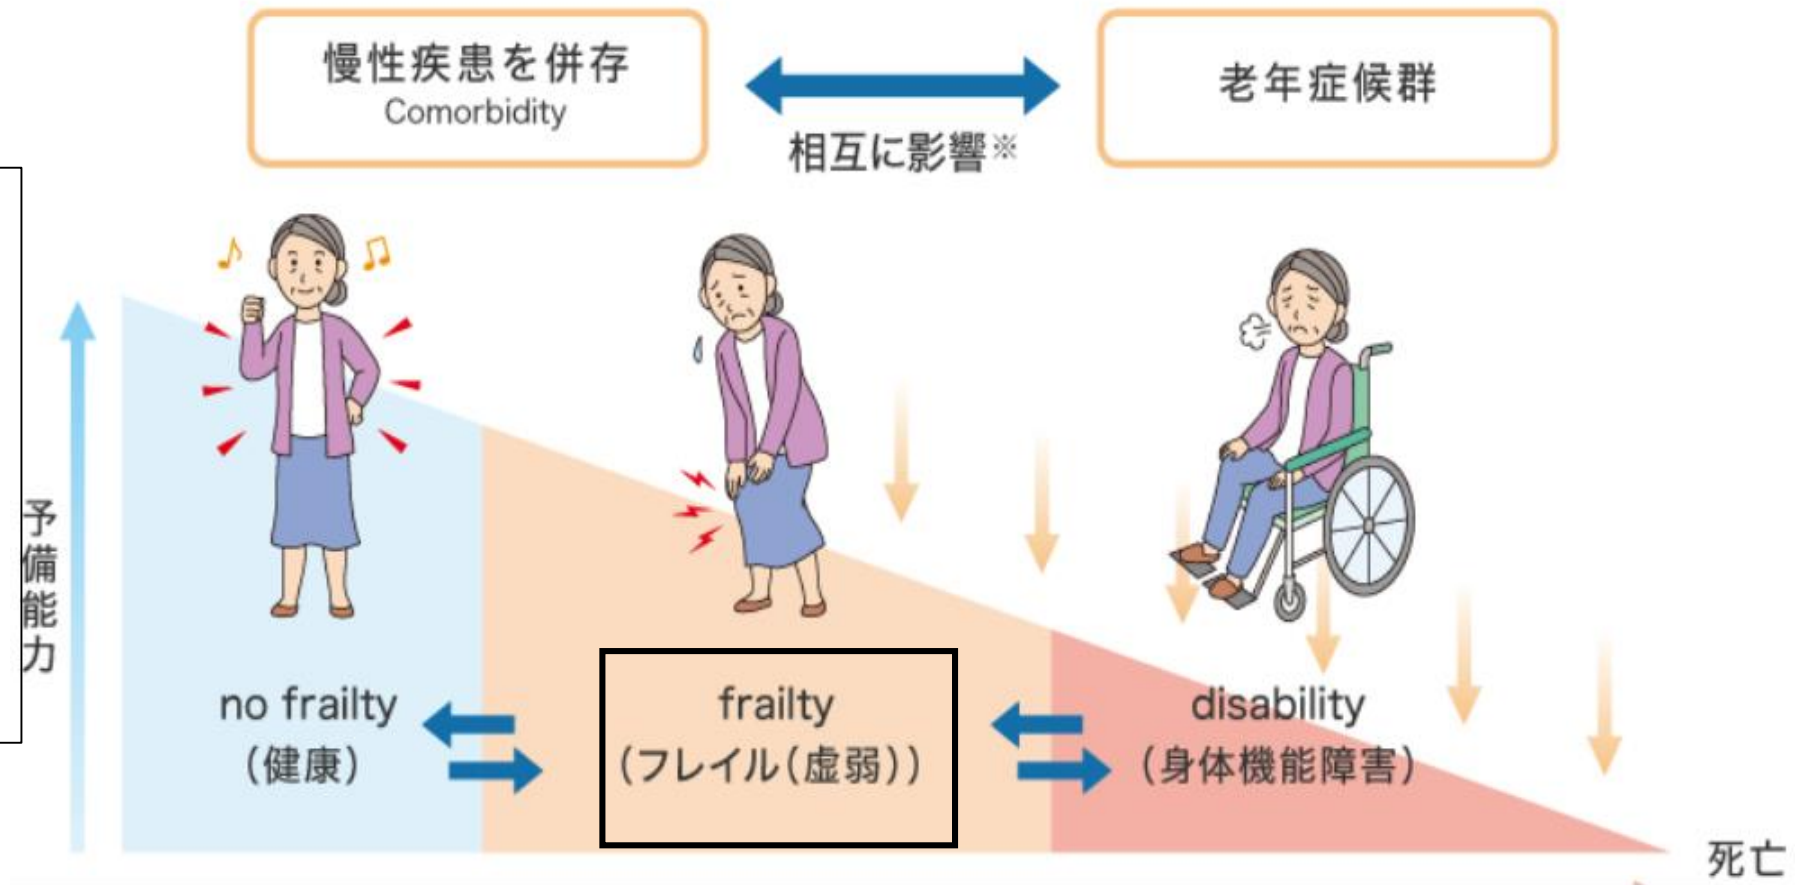 慢性疾患を併存
Comorbidity
相互に影響※
老年症候群
予備能力
no frailty
（健康）
frailty
（フレイル（虚弱））
disability
（身体機能障害）
死亡